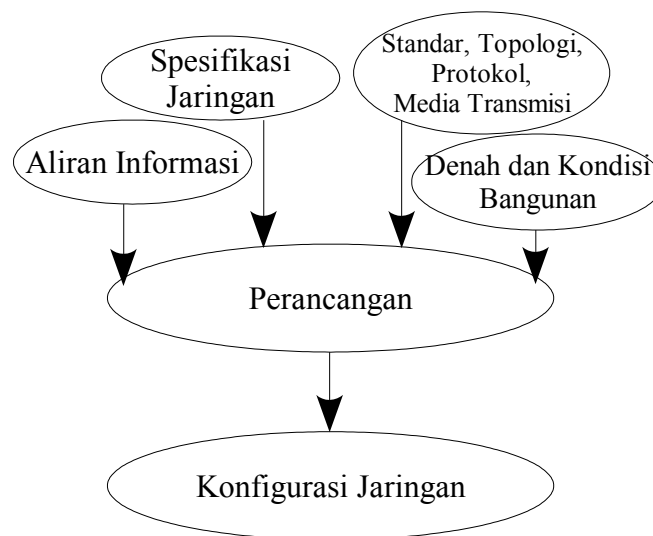 Spesifikasi
Jaringan
Standar, Topologi,
Protokol,
Media Transmisi
Aliran Informasi
Denah dan Kondisi
Bangunan
Perancangan
Konfigurasi Jaringan